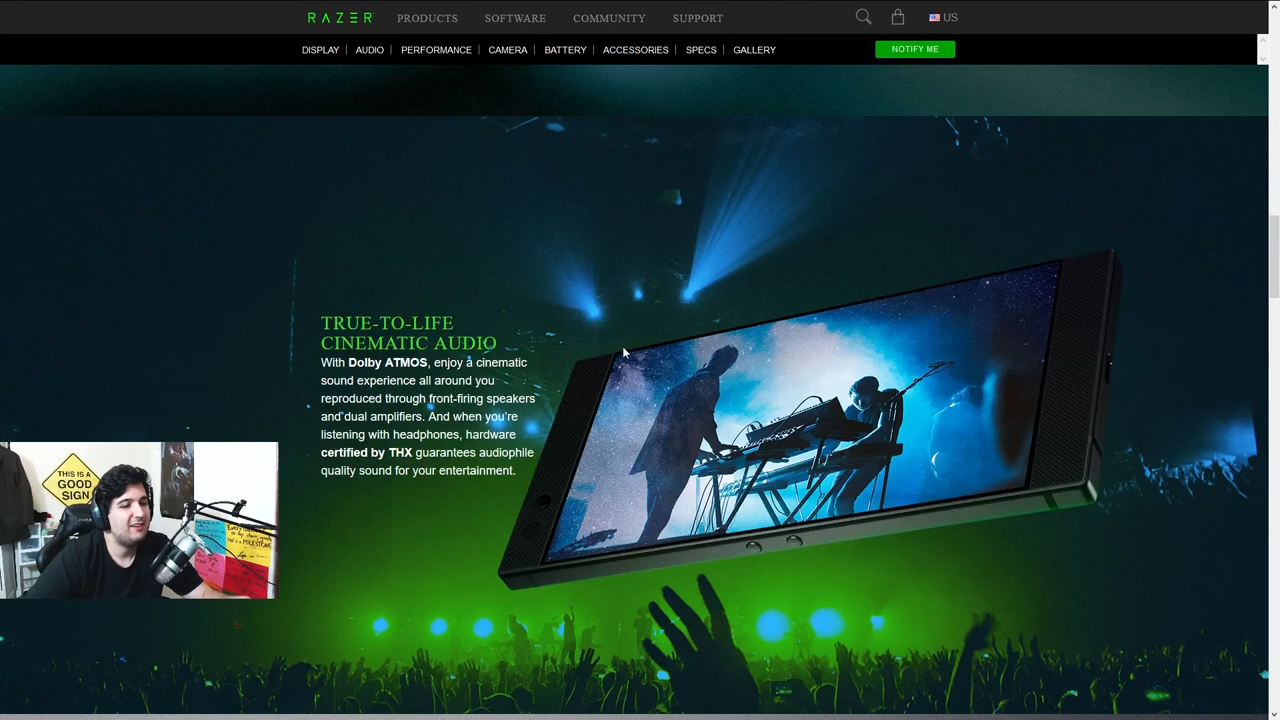 RAZER PRODUCTS SOFTWARE COMMUNITY SUPPORT US
DISPLAY | AUDIO | PERFORMANCE | CAMERA | BATTERY | ACCESSORIES | SPECS | GALLERY NOTIFY ME
TRUE-TO-LIFE
CINEMATIC AUDIO
With Dolby ATMOS, enjoy a cinematic
sound experience all around you
reproduced through front-firing speakers
and dual amplifiers. And when you're
listening with headphones, hardware
certified by THX guarantees audiophile
quality sound for your entertainment.
THIS IS A
GOOD
SIGN